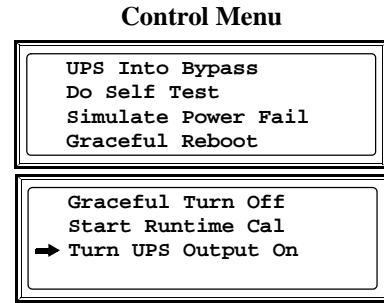 Control Menu
UPS Into Bypass
Do Self Test
Simulate Power Fail
Graceful Reboot
Graceful Turn Off
Start Runtime Cal
Turn UPS Output On